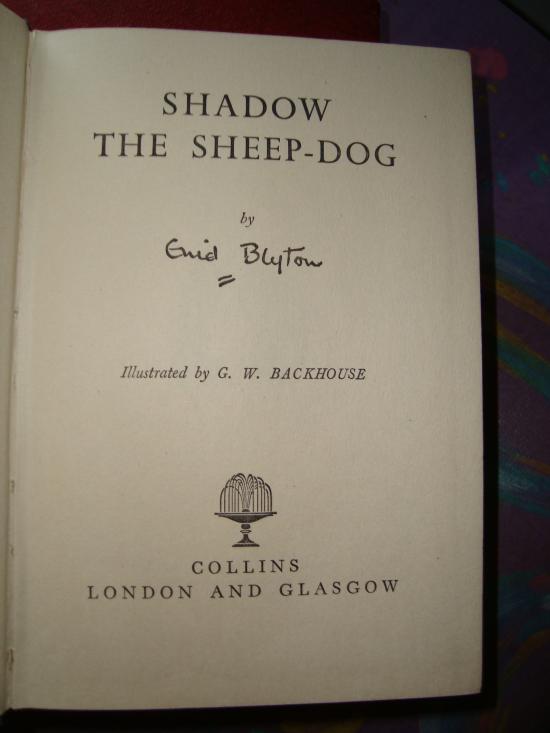 SHADOW
THE SHEEP-DOG
by
Enid Blyton
Illustrated by G. W. BACKHOUSE
COLLINS
LONDON AND GLASGOW